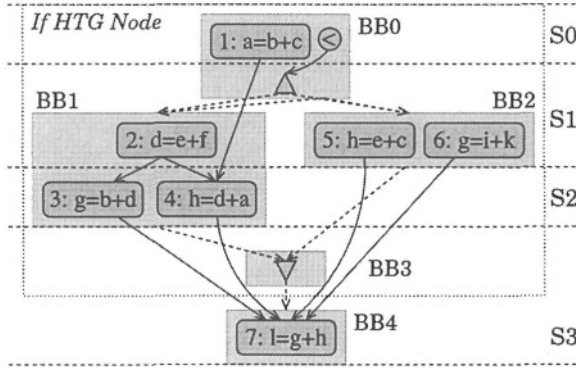 If HTG Node
BB0
S0
1: a=b+c
<
BB1
BB2
S1
2: d=e+f
5: h=e+c
6: g=i+k
3: g=b+d
4: h=d+a
S2
BB3
BB4
7: l=g+h
S3